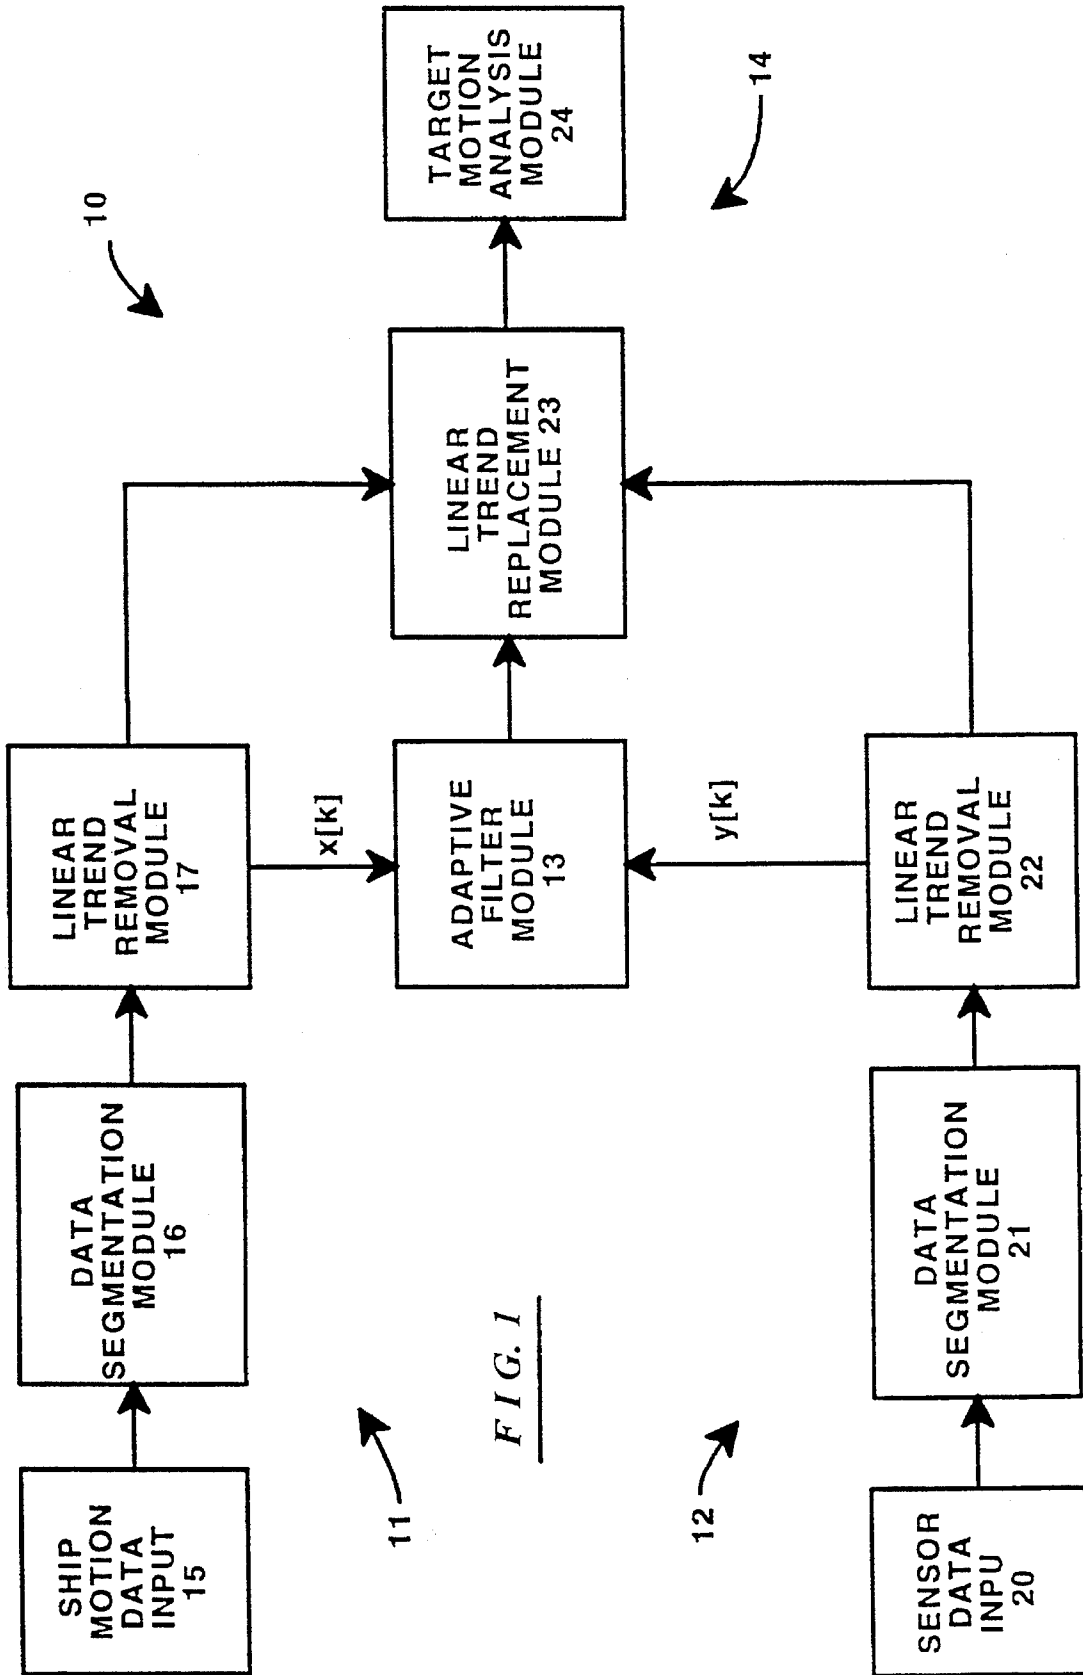 10
SHIP
MOTION
DATA
INPUT
15
DATA
SEGMENTATION
MODULE
16
LINEAR
TREND
REMOVAL
MODULE
17
x[k]
11
ADAPTIVE
FILTER
MODULE
13
LINEAR
TREND
REPLACEMENT
MODULE 23
TARGET
MOTION
ANALYSIS
MODULE
24
FIG. 1
12
y[k]
14
SENSOR
DATA
INPU
20
DATA
SEGMENTATION
MODULE
21
LINEAR
TREND
REMOVAL
MODULE
22